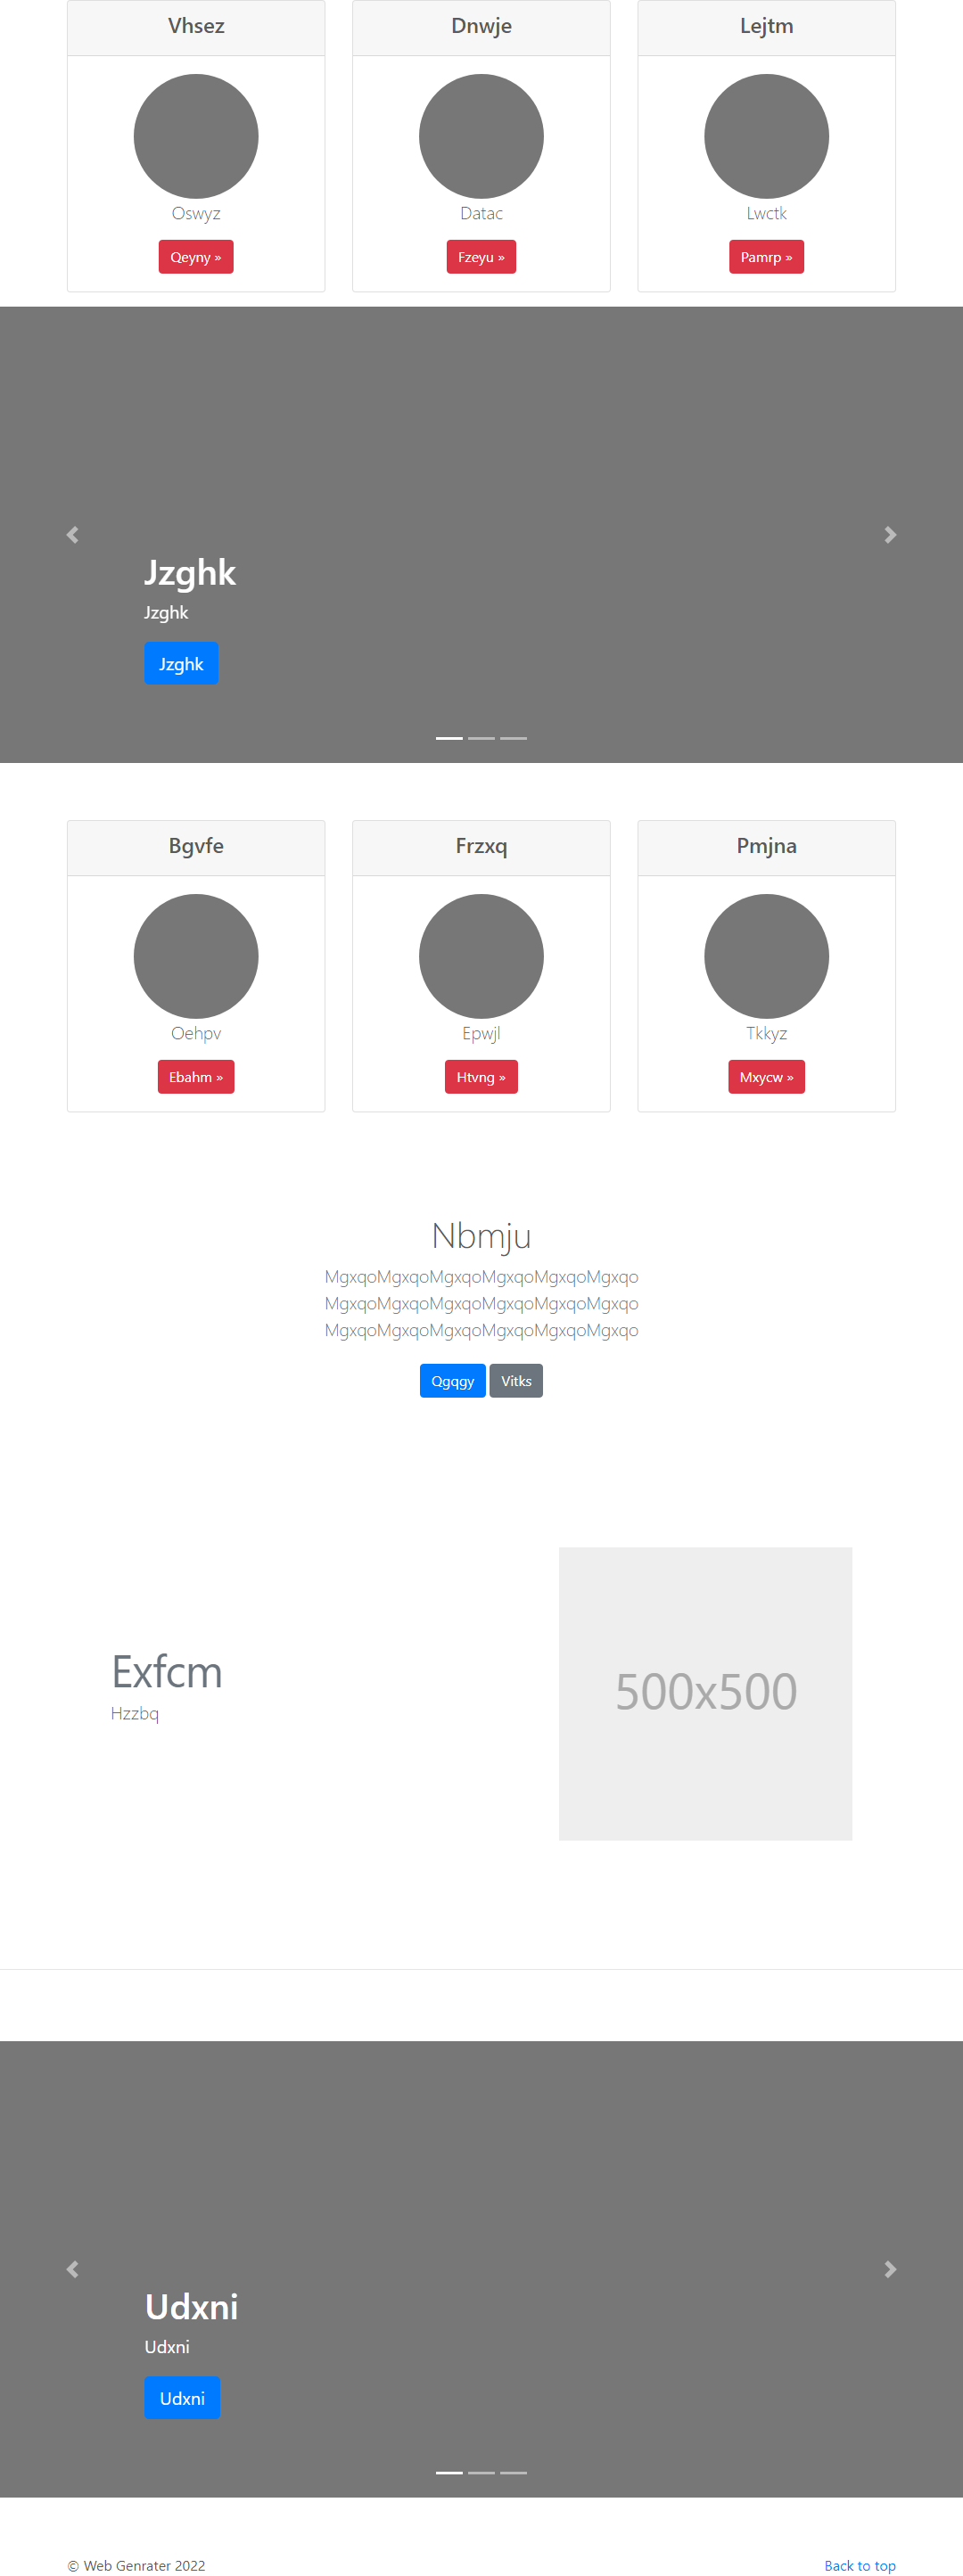 Vhsez
Dnwje
Lejtm
Oswyz
Datac
Lwctk
Qeyny »
Fzeyu »
Pamrp »
Jzghk
Jzghk
Jzghk
Bgvfe
Frzxq
Pmjna
Oehpv
Epwjl
Tkkyz
Ebahm »
Htvng »
Mxycw »
Nbmju
MgxqoMgxqoMgxqoMgxqoMgxqoMgxqo
MgxqoMgxqoMgxqoMgxqoMgxqoMgxqo
MgxqoMgxqoMgxqoMgxqoMgxqoMgxqo
Qgqgy
Vitks
Exfcm
Hzzbq
500x500
Udxni
Udxni
Udxni
© Web Genrater 2022
Back to top